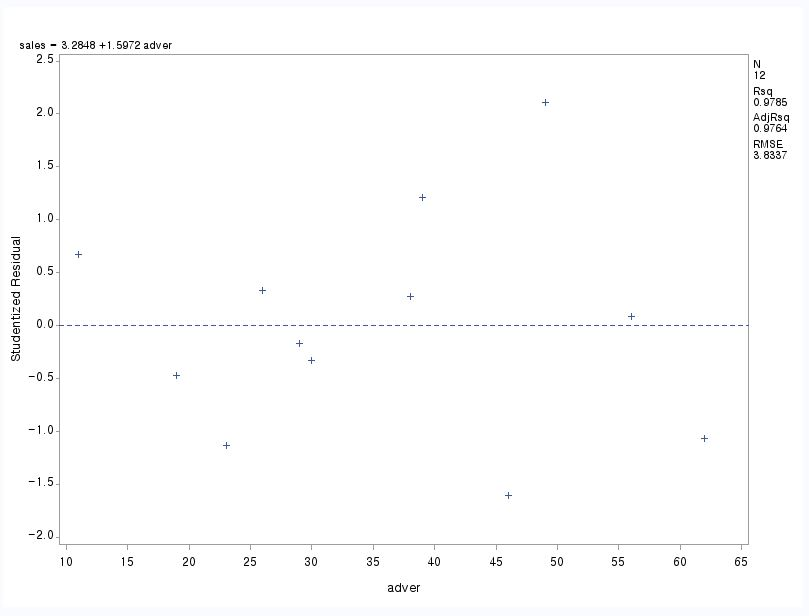 sales = 3.2848 +1.5972 adver
N
12
Rsq
0.9785
AdjRsq
0.9764
RMSE
3.8337
2.5
2.0
1.5
1.0
0.5
0.0
−0.5
−1.0
−1.5
−2.0
Studentized Residual
10 15 20 25 30 35 40 45 50 55 60 65
adver